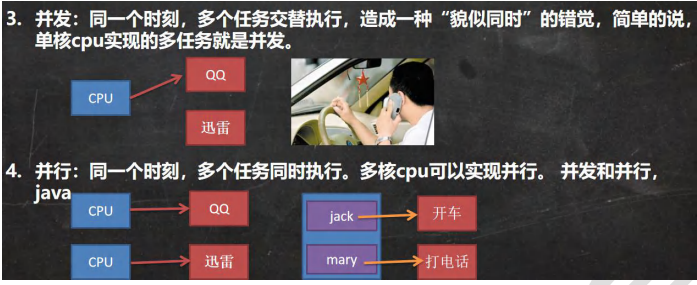 3. 并发：同一个时刻，多个任务交替执行，造成一种“貌似同时”的错觉，简单的说，
单核cpu实现的多任务就是并发。
CPU
QQ
迅雷
4. 并行：同一个时刻，多个任务同时执行。多核cpu可以实现并行。 并发和并行，
java
CPU
QQ
jack
开车
CPU
迅雷
mary
打电话